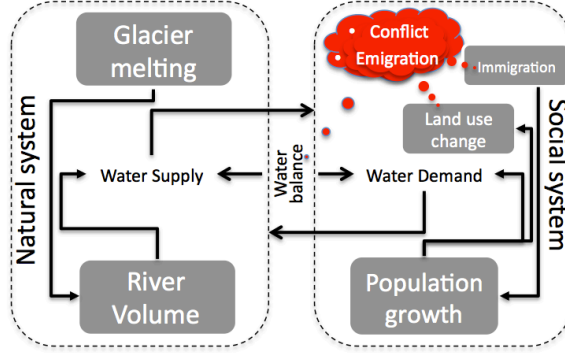 Glacier
melting
• Conflict
• Emigration
Immigration
Land use
change
Natural system
Water Supply
Water
balance
Water Demand
Social system
River
Volume
Population
growth